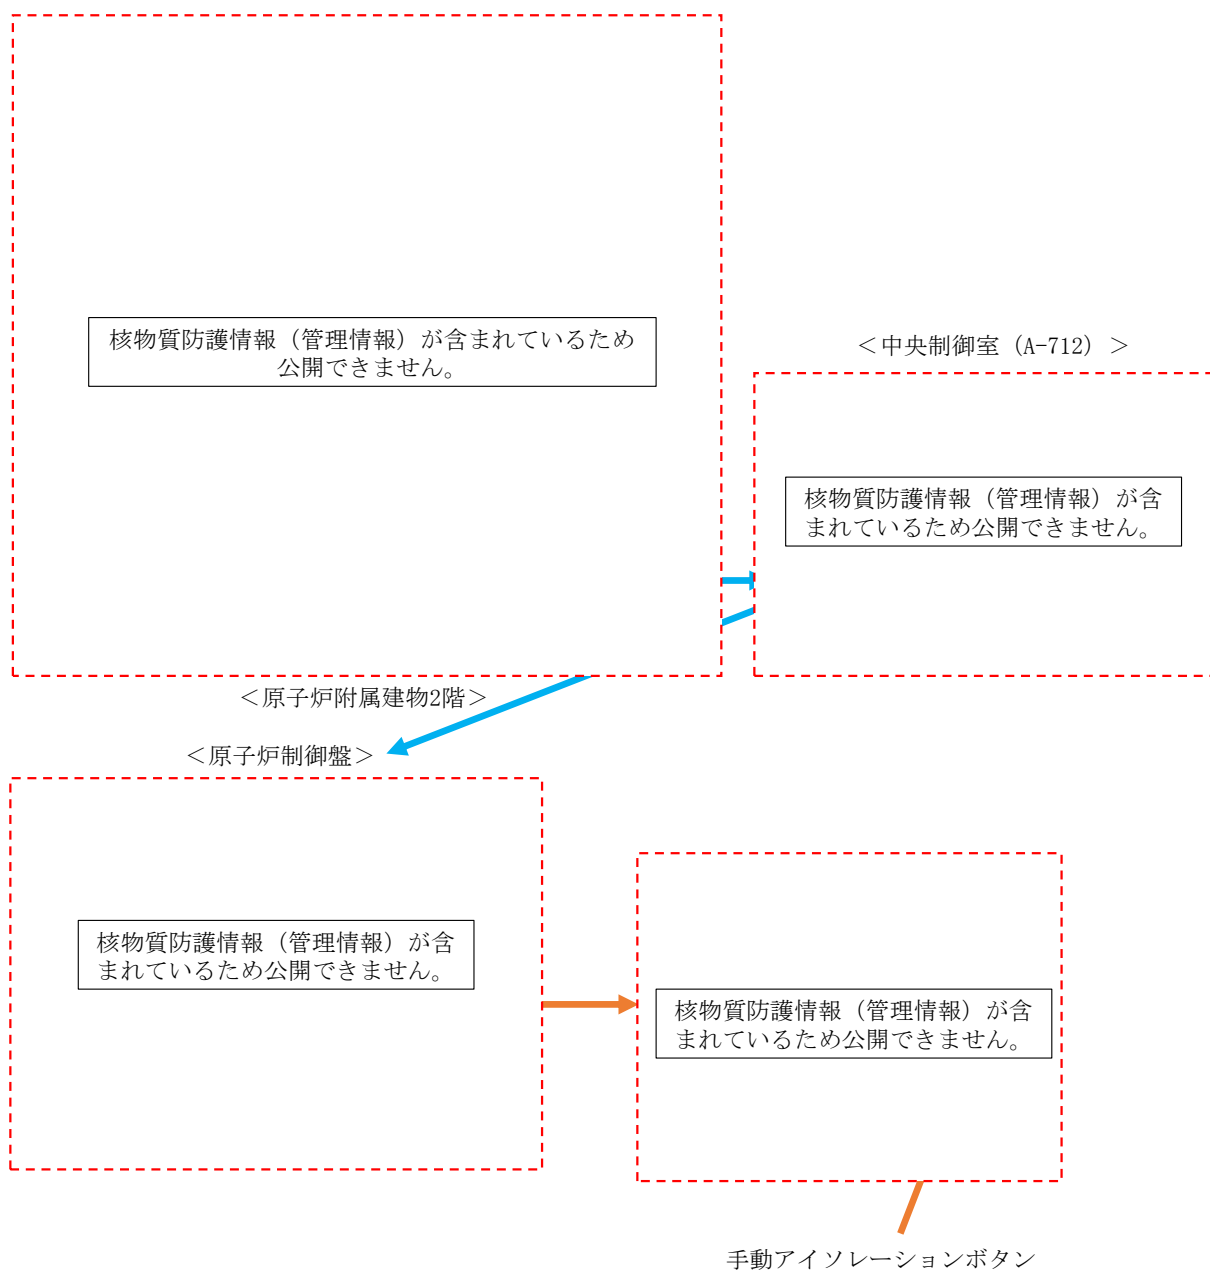 核物質防護情報（管理情報）が含まれているため
公開できません。
＜中央制御室（A-712）＞
核物質防護情報（管理情報）が含
まれているため公開できません。
＜原子炉附属建物2階＞
＜原子炉制御盤＞
核物質防護情報（管理情報）が含
まれているため公開できません。
核物質防護情報（管理情報）が含
まれているため公開できません。
手動アイソレーションボタン